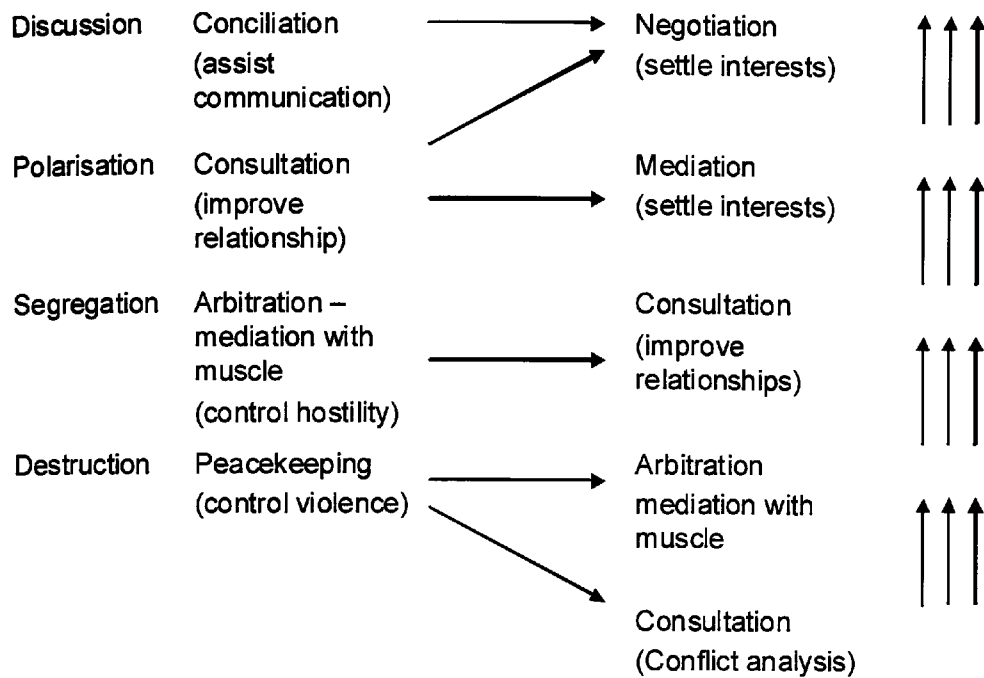 Discussion Conciliation Negotiation
(assist (settle interests)
communication)
Polarisation Consultation Mediation
(improve (settle interests)
relationship)
Segregation Arbitration – Consultation
mediation with (improve
muscle relationships)
(control hostility)
Destruction Peacekeeping Arbitration
(control violence) mediation with
muscle
Consultation
(Conflict analysis)